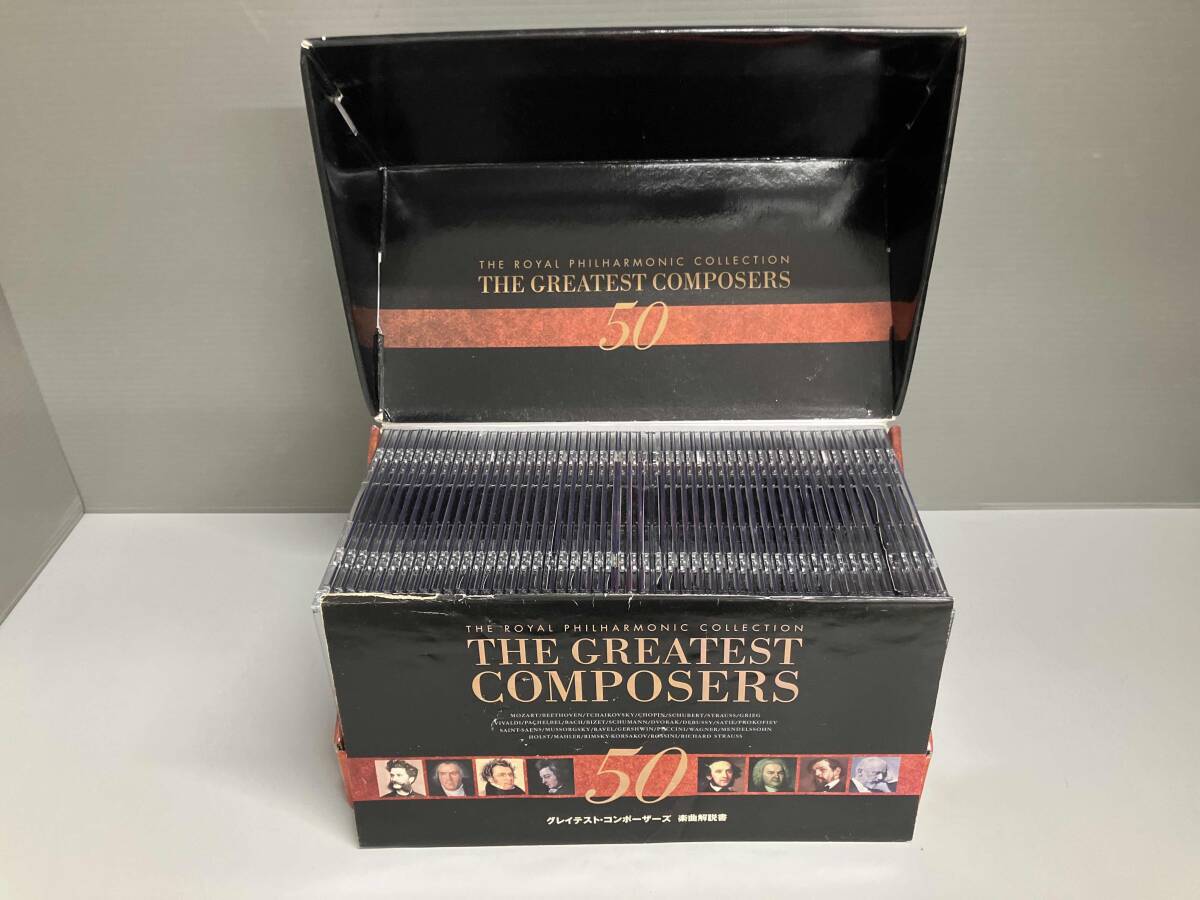 THE ROYAL PHILHARMONIC COLLECTION
THE GREATEST COMPOSERS
50
THE ROYAL PHILHARMONIC COLLECTION
THE GREATEST
COMPOSERS
MOZART/BEETHOVEN/TCHAIKOVSKY/CHOPIN/SCHUBERT/STRAUSS/GRIEG
VIVALDI/PACHELBEL/BACH/BIZET/SCHUMANN/DVORAK/DEBUSSY/SATIE/PROKOFIEV
SAINT-SAENS/MUSSORGSKY/RAVEL/GERSHWIN/PUCCINI/WAGNER/MENDELSSOHN
HOLST/MAHLER/RIMSKY-KORSAKOV/ROSSINI/RICHARD STRAUSS
50
グレイテスト・コンポーザーズ 楽曲解説書